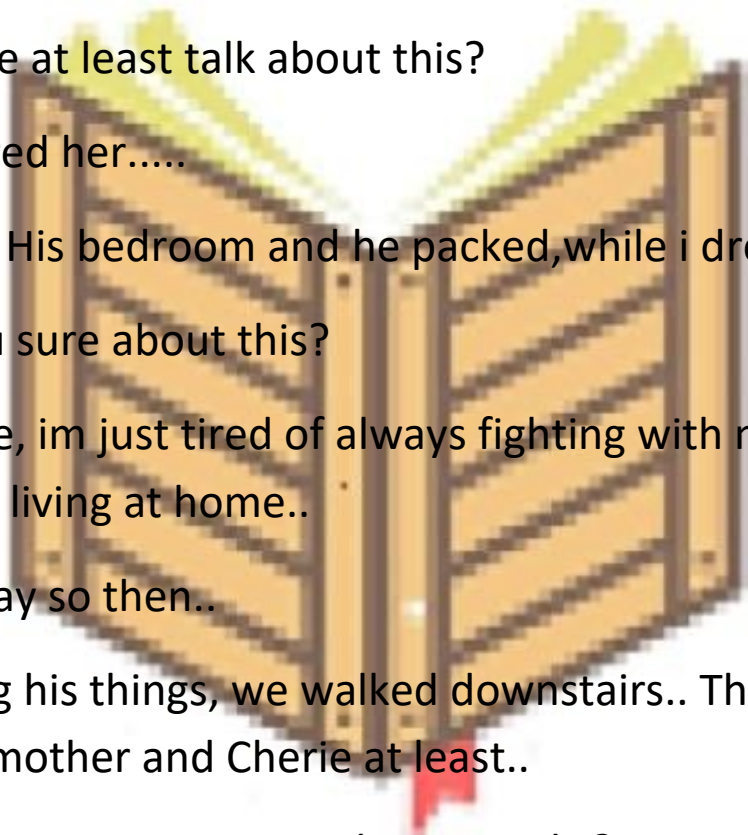 e at least talk about this?
ed her.....
His bedroom and he packed,while i dr
u sure about this?
e, im just tired of always fighting with
living at home..
ay so then..
g his things, we walked downstairs.. Th
mother and Cherie at least..